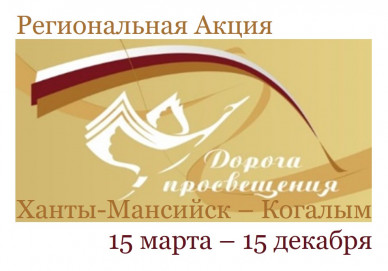 Региональная Акция
Дорога
просвещения
Ханты-Мансийск – Когалым
15 марта – 15 декабря